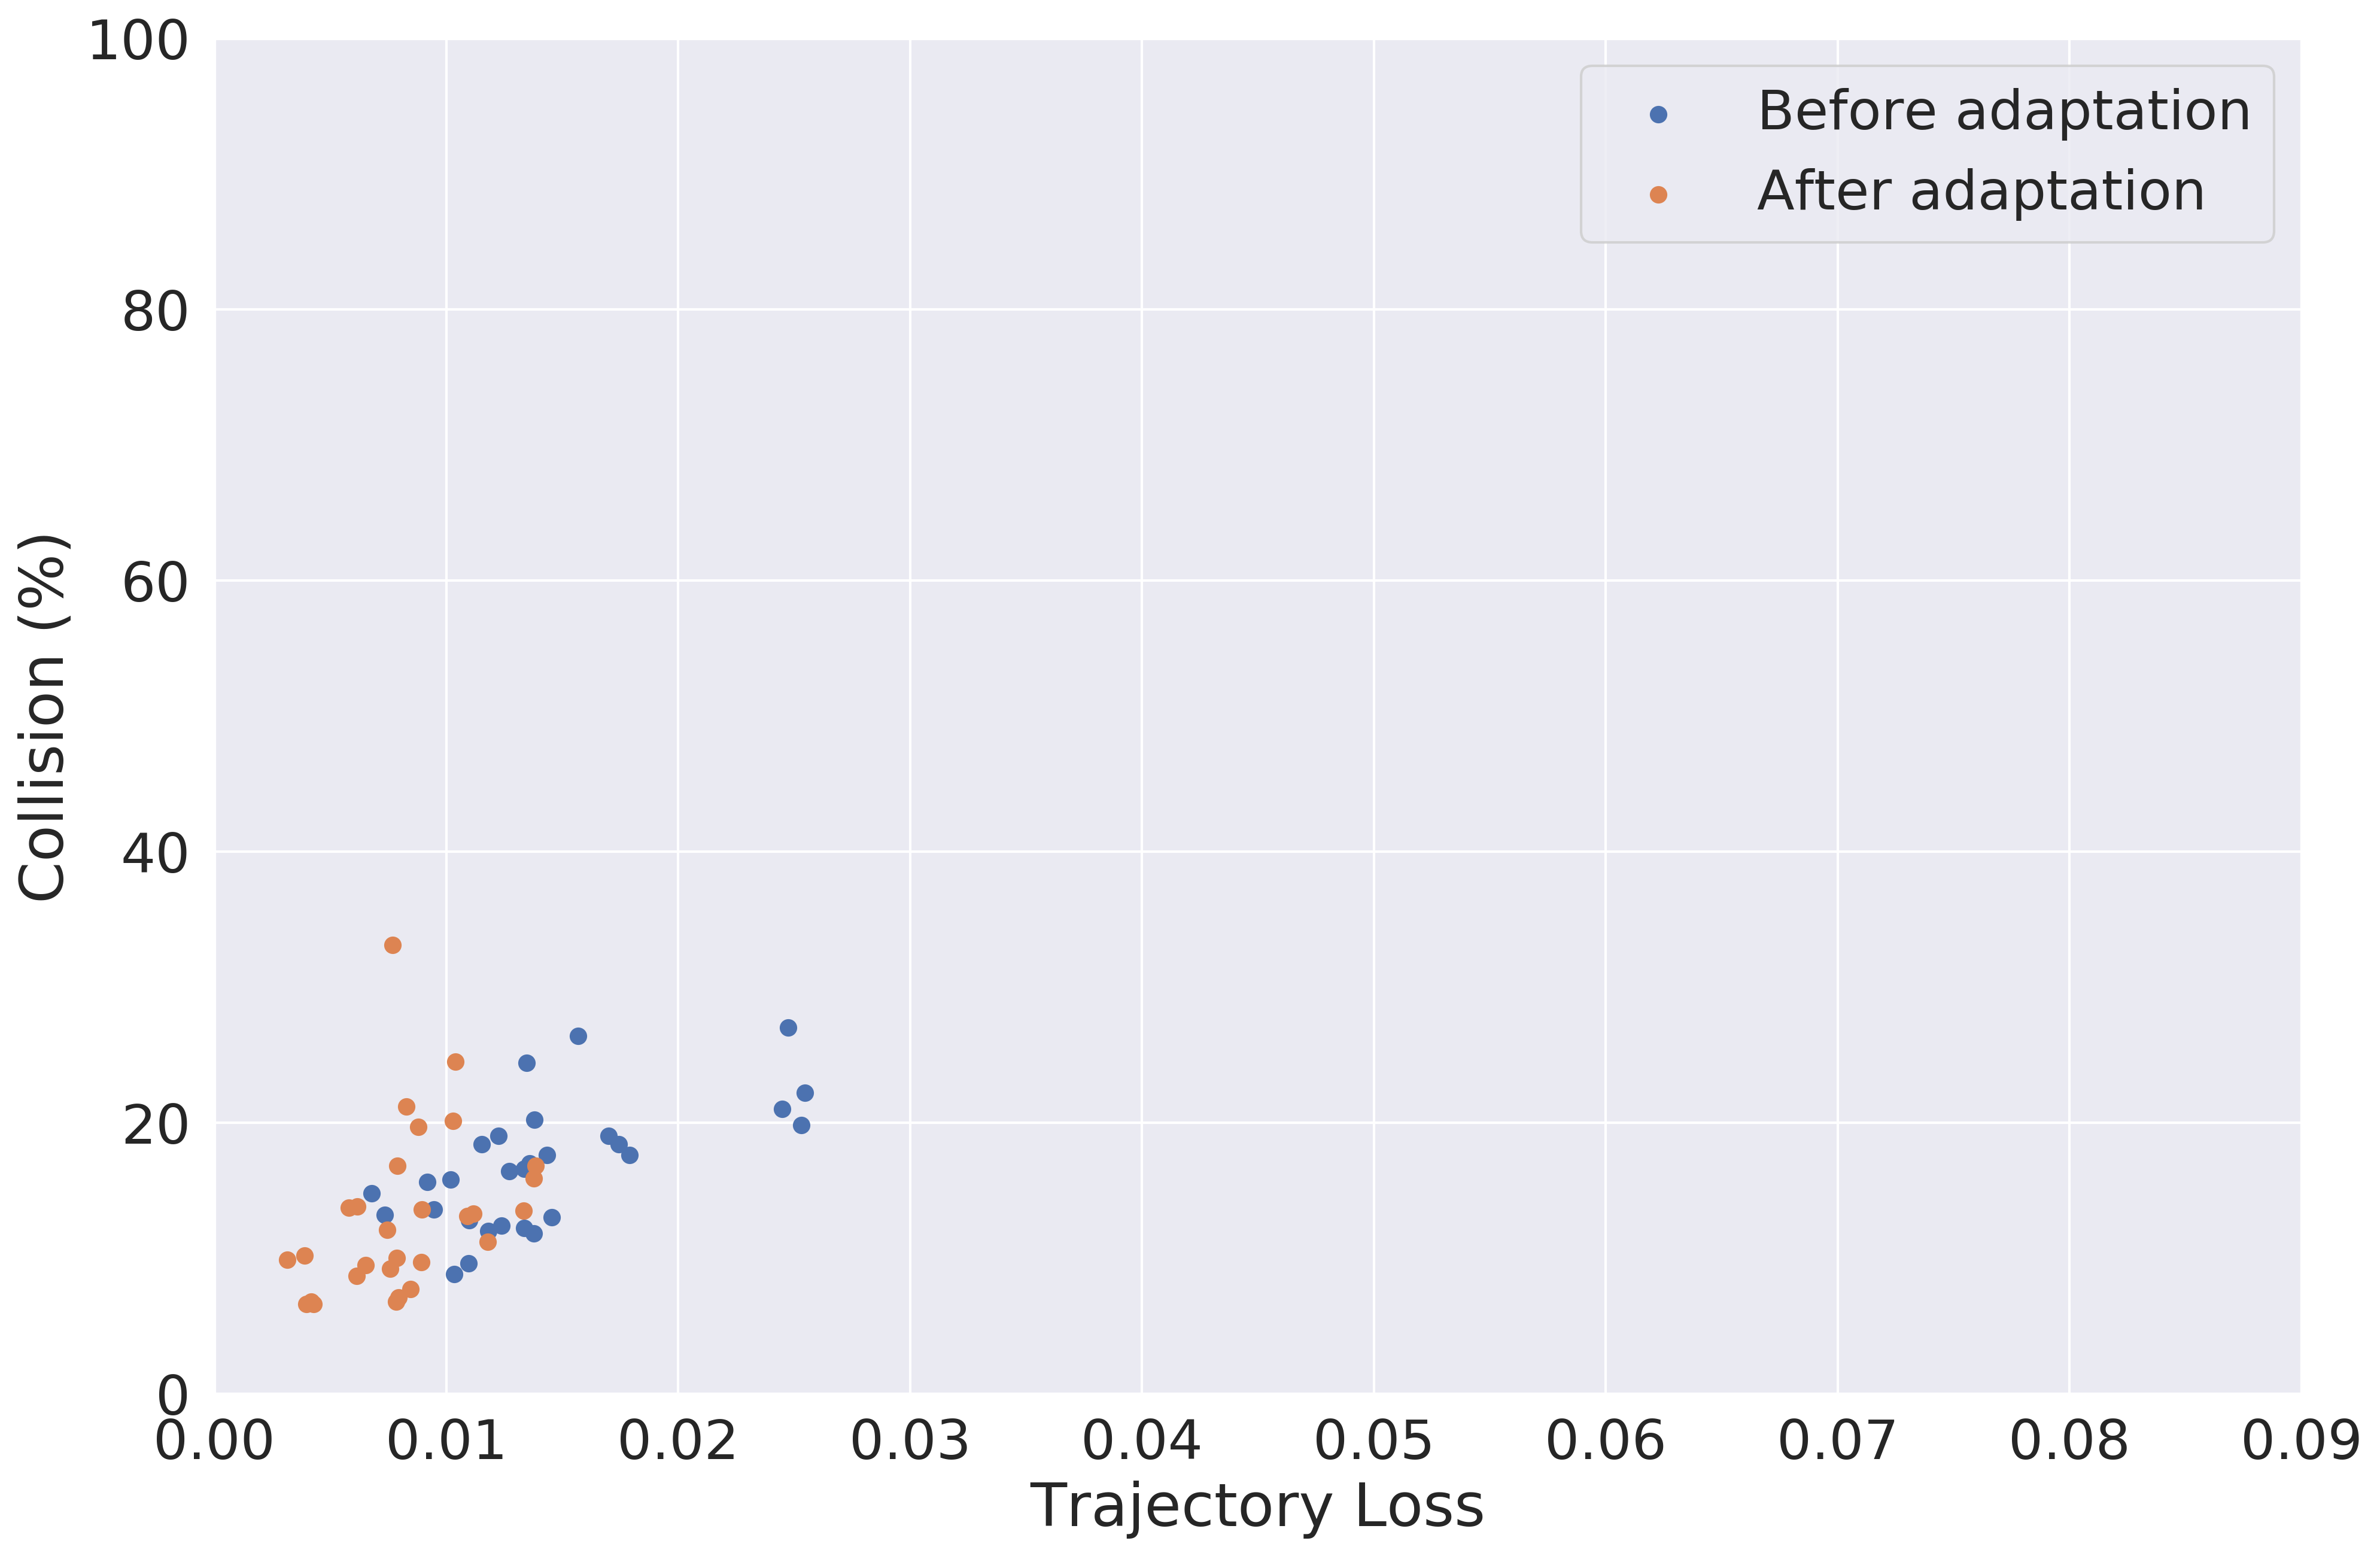 100
80
60
40
20
0
Collision (%)
0.00 0.01 0.02 0.03 0.04 0.05 0.06 0.07 0.08 0.09
Trajectory Loss
Before adaptation
After adaptation